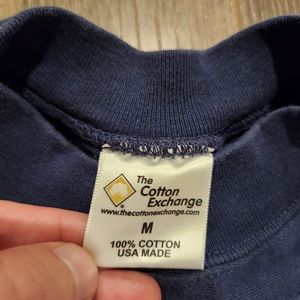 The
Cotton
Exchange
www.thecottonexchange.com
M
100% COTTON
USA MADE